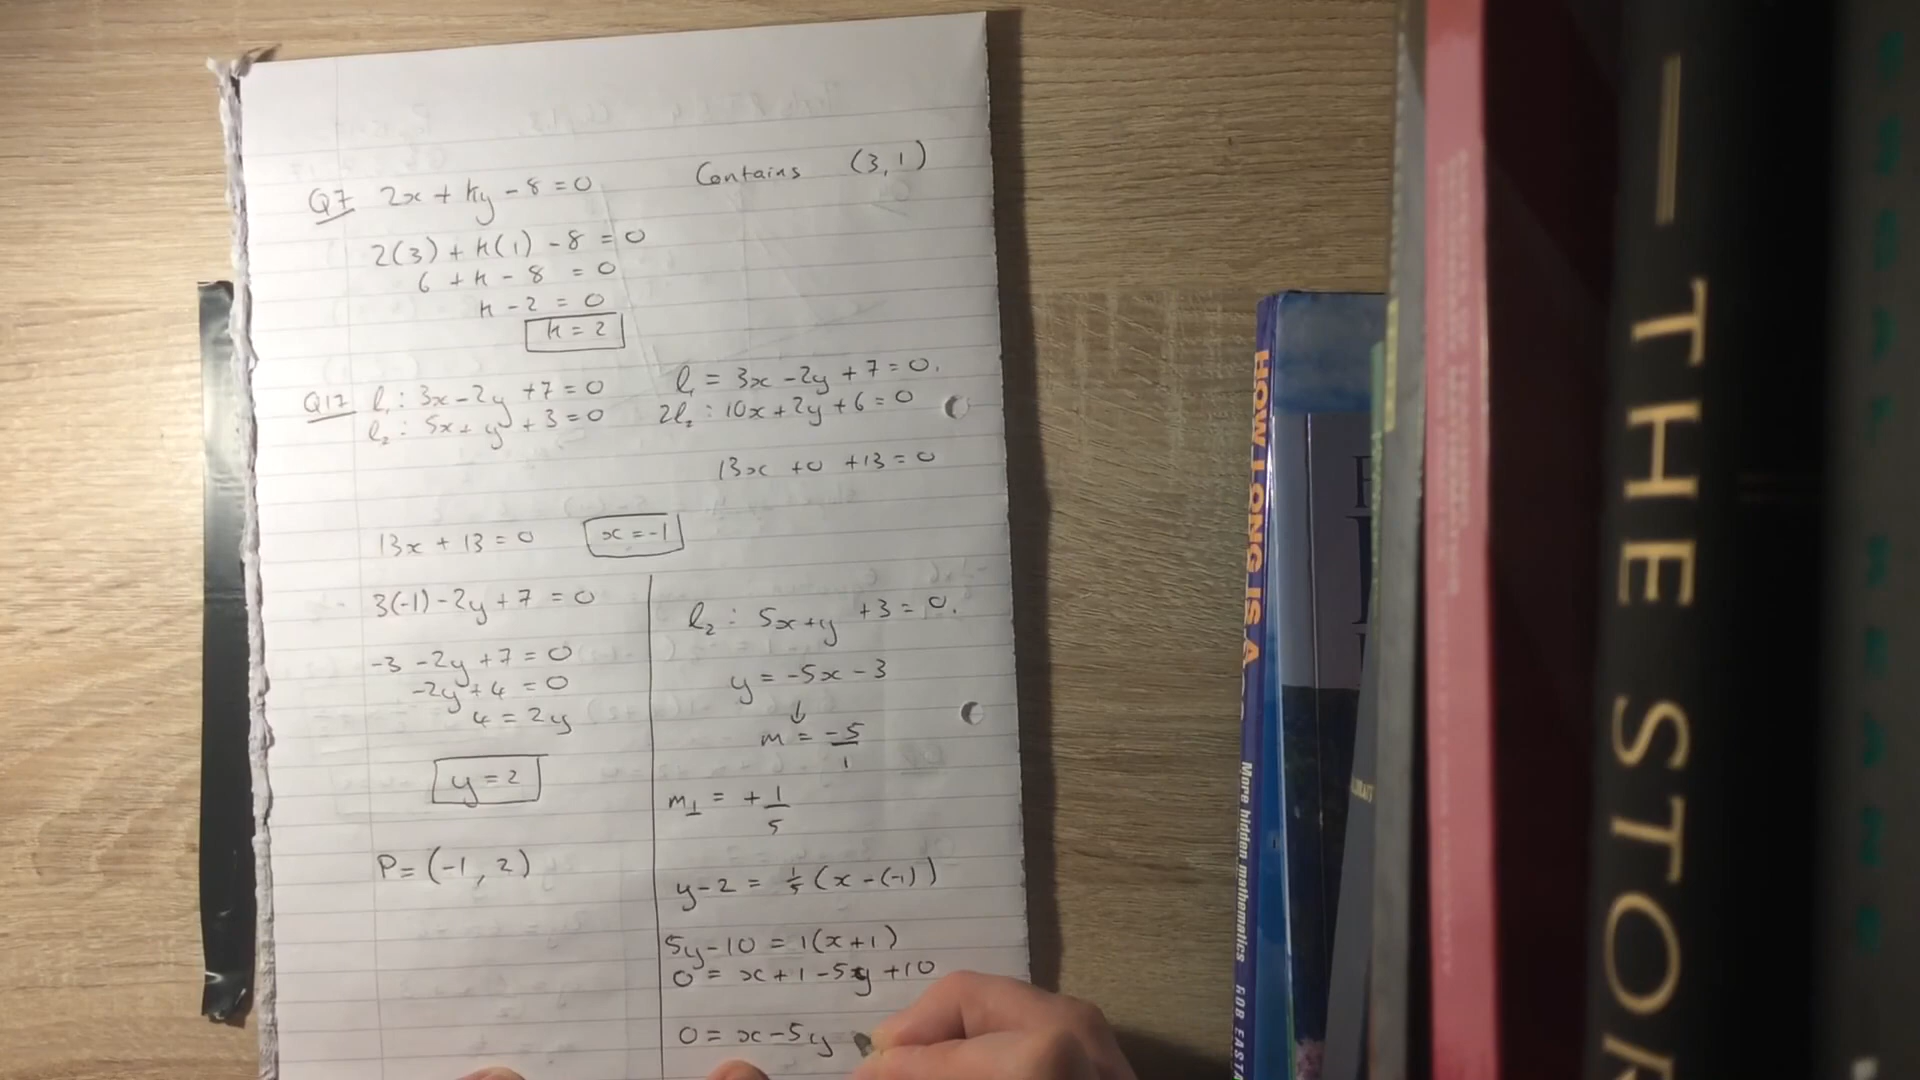 Q7 2x + ky - 8 = 0 Contains (3, 1)
2(3) + k(1) - 8 = 0
6 + k - 8 = 0
k - 2 = 0
k = 2
Q17 l₁ : 3x - 2y + 7 = 0
l₂ : 5x + y + 3 = 0
l₁ = 3x - 2y + 7 = 0.
2l₂ : 10x + 2y + 6 = 0
13x + 0 + 13 = 0
13x + 13 = 0 x = -1
3(-1) - 2y + 7 = 0
-3 - 2y + 7 = 0
-2y + 4 = 0
4 = 2y
y = 2
P = (-1, 2)
l₂ : 5x + y + 3 = 0.
y = -5x - 3
↓
m = -5/1
m⊥ = + 1/5
y - 2 = 1/5 (x - (-1))
5y - 10 = 1(x + 1)
0 = x + 1 - 5y + 10
0 = x - 5y
HOW LONG IS A
More hidden mathematics ROB EASTA
— THE STOR